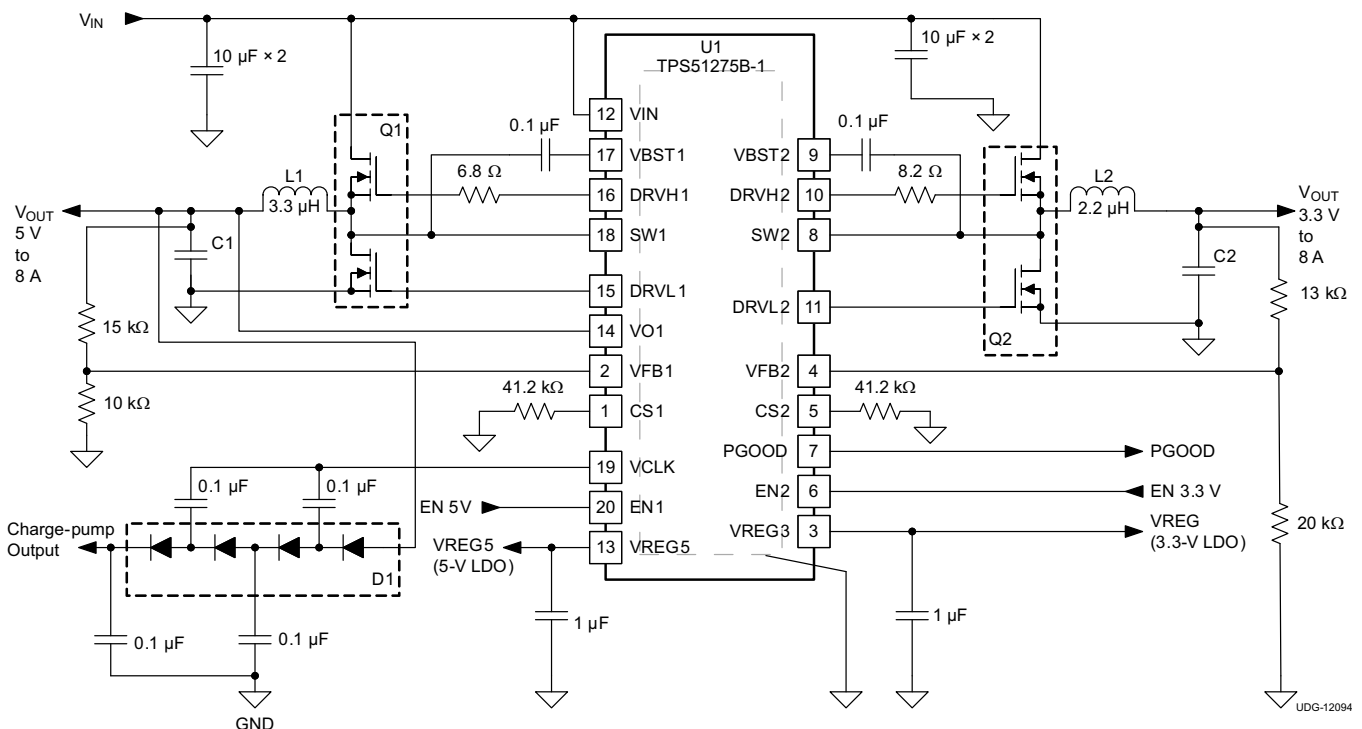 VIN
10 µF × 2
10 µF × 2
U1
TPS51275B-1
12 VIN
Q1
0.1 µF
17 VBST1
VBST2 9
0.1 µF
6.8 Ω
16 DRVH1
DRVH2 10
8.2 Ω
L1
3.3 µH
L2
2.2 µH
VOUT
5 V
to
8 A
VOUT
3.3 V
to
8 A
C1
18 SW1
SW2 8
C2
15 DRVL1
DRVL2 11
13 kΩ
15 kΩ
14 VO1
Q2
2 VFB1
VFB2 4
10 kΩ
41.2 kΩ
1 CS1
CS2 5
41.2 kΩ
PGOOD 7
PGOOD
19 VCLK
0.1 µF
0.1 µF
EN2 6
EN 3.3 V
EN 5V
20 EN1
Charge-pump
Output
VREG5
(5-V LDO)
13 VREG5
VREG3 3
VREG
(3.3-V LDO)
20 kΩ
D1
0.1 µF
0.1 µF
1 µF
1 µF
GND
UDG-12094